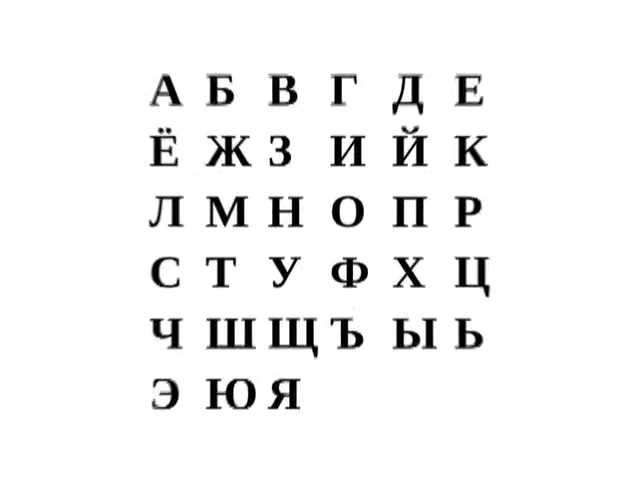 А Б В Г Д Е
Ё Ж З И Й К
Л М Н О П Р
С Т У Ф Х Ц
Ч Ш Щ Ъ Ы Ь
Э Ю Я